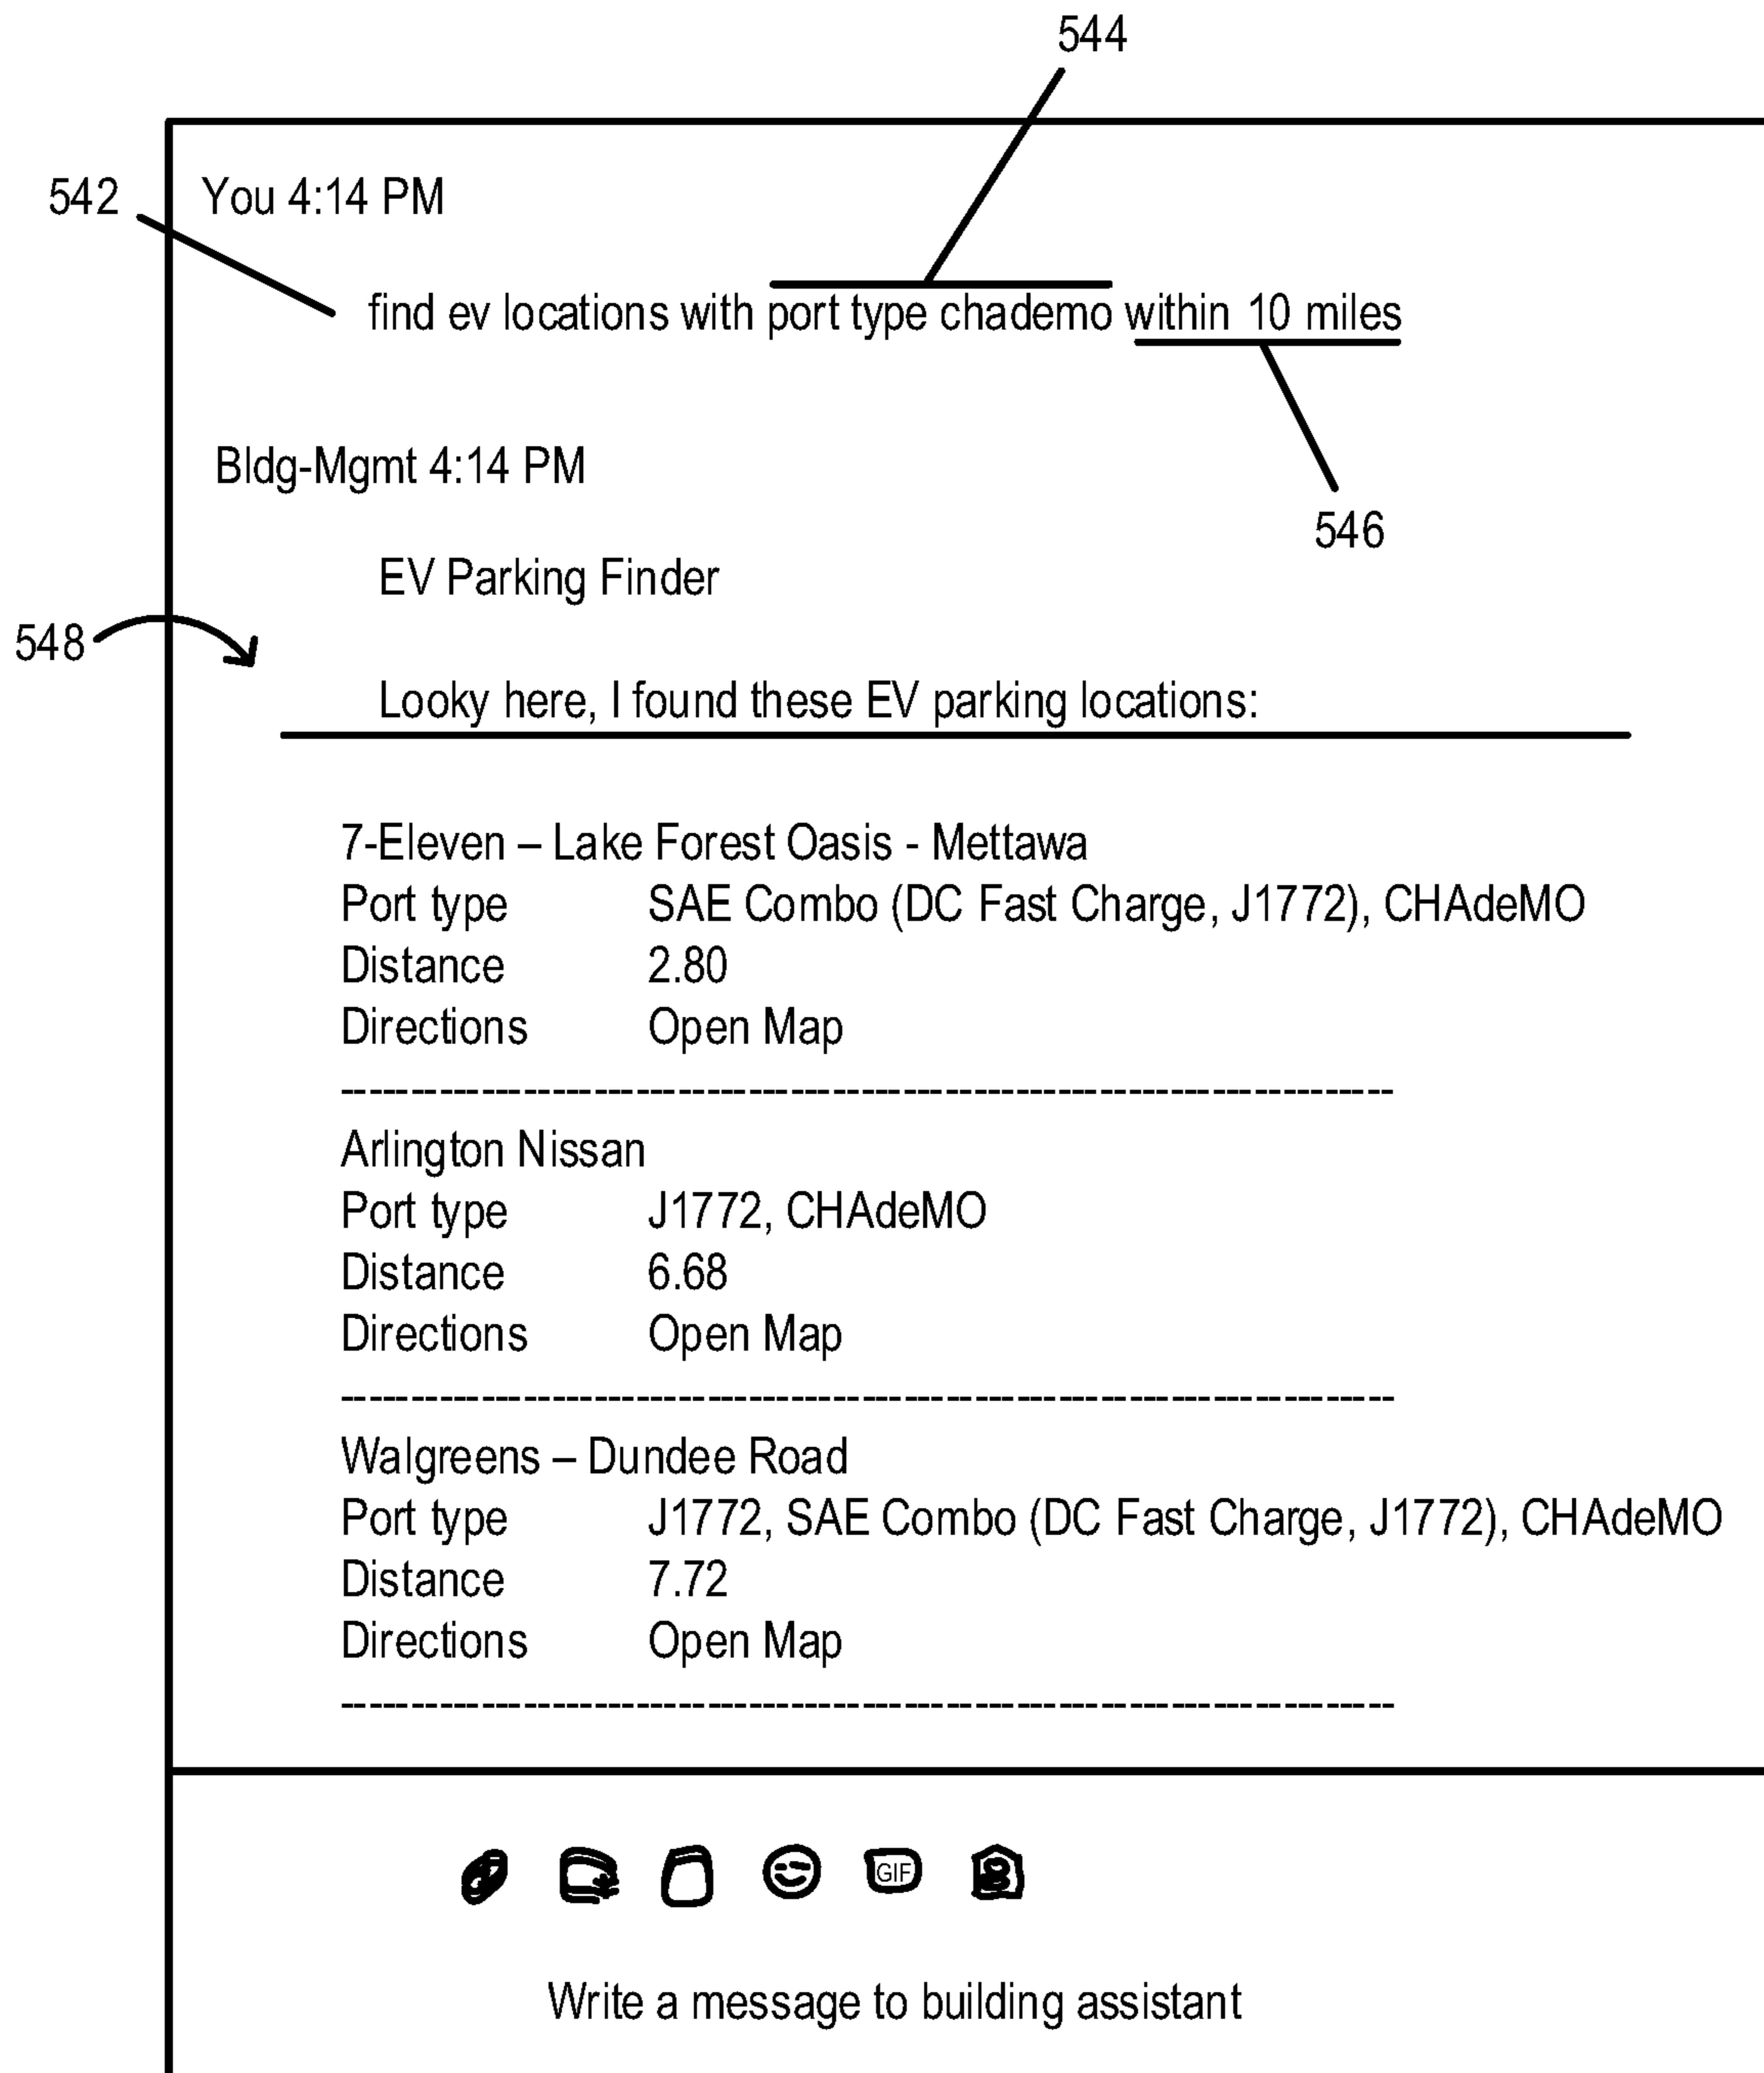 544
542
You 4:14 PM
find ev locations with port type chademo within 10 miles
Bldg-Mgmt 4:14 PM
546
EV Parking Finder
548
Looky here, I found these EV parking locations:
7-Eleven – Lake Forest Oasis - Mettawa
Port type SAE Combo (DC Fast Charge, J1772), CHAdeMO
Distance 2.80
Directions Open Map
---------------------------------------------------------------------------
Arlington Nissan
Port type J1772, CHAdeMO
Distance 6.68
Directions Open Map
---------------------------------------------------------------------------
Walgreens – Dundee Road
Port type J1772, SAE Combo (DC Fast Charge, J1772), CHAdeMO
Distance 7.72
Directions Open Map
---------------------------------------------------------------------------
GIF
Write a message to building assistant